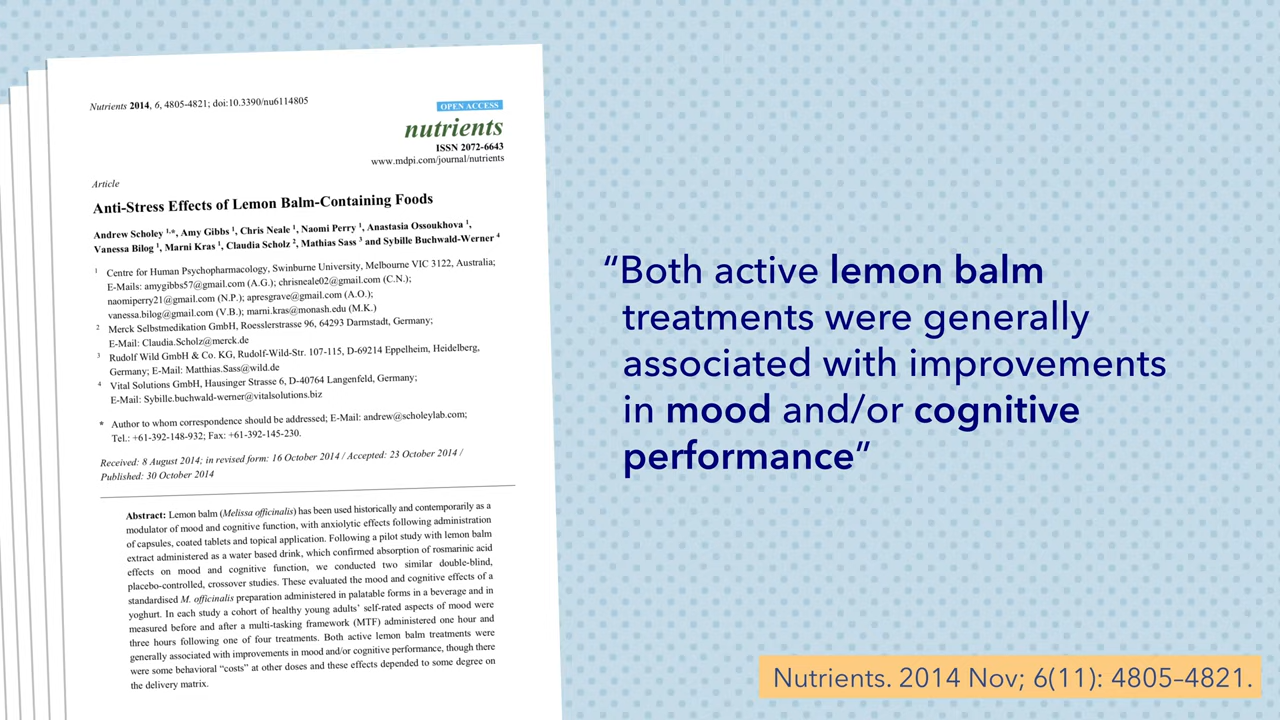 Nutrients 2014, 6, 4805-4821; doi:10.3390/nu6114805
OPEN ACCESS
nutrients
ISSN 2072-6643
www.mdpi.com/journal/nutrients
Article
Anti-Stress Effects of Lemon Balm-Containing Foods
Andrew Scholey 1,*, Amy Gibbs 1, Chris Neale 1, Naomi Perry 1, Anastasia Ossoukhova 1,
Vanessa Bilog 1, Marni Kras 1, Claudia Scholz 2, Mathias Sass 3 and Sybille Buchwald-Werner 4
1 Centre for Human Psychopharmacology, Swinburne University, Melbourne VIC 3122, Australia;
E-Mails: amygibbs57@gmail.com (A.G.); chrisneale02@gmail.com (C.N.);
naomiperry21@gmail.com (N.P.); apresgrave@gmail.com (A.O.);
vanessa.bilog@gmail.com (V.B.); marni.kras@monash.edu (M.K.)
2 Merck Selbstmedikation GmbH, Roesslerstrasse 96, 64293 Darmstadt, Germany;
E-Mail: Claudia.Scholz@merck.de
3 Rudolf Wild GmbH & Co. KG, Rudolf-Wild-Str. 107-115, D-69214 Eppelheim, Heidelberg,
Germany; E-Mail: Matthias.Sass@wild.de
4 Vital Solutions GmbH, Hausinger Strasse 6, D-40764 Langenfeld, Germany;
E-Mail: Sybille.buchwald-werner@vitalsolutions.biz
* Author to whom correspondence should be addressed; E-Mail: andrew@scholeylab.com;
Tel.: +61-392-148-932; Fax: +61-392-145-230.
Received: 8 August 2014; in revised form: 16 October 2014 / Accepted: 23 October 2014 /
Published: 30 October 2014
Abstract: Lemon balm (Melissa officinalis) has been used historically and contemporarily as a
modulator of mood and cognitive function, with anxiolytic effects following administration
of capsules, coated tablets and topical application. Following a pilot study with lemon balm
extract administered as a water based drink, which confirmed absorption of rosmarinic acid
effects on mood and cognitive function, we conducted two similar double-blind,
placebo-controlled, crossover studies. These evaluated the mood and cognitive effects of a
standardised M. officinalis preparation administered in palatable forms in a beverage and in
yoghurt. In each study a cohort of healthy young adults' self-rated aspects of mood were
measured before and after a multi-tasking framework (MTF) administered one hour and
three hours following one of four treatments. Both active lemon balm treatments were
generally associated with improvements in mood and/or cognitive performance, though there
were some behavioral "costs" at other doses and these effects depended to some degree on
the delivery matrix.
"Both active lemon balm
treatments were generally
associated with improvements
in mood and/or cognitive
performance"
Nutrients. 2014 Nov; 6(11): 4805–4821.